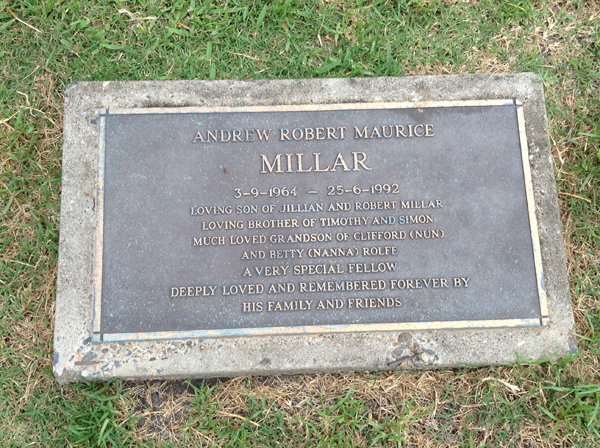 ANDREW ROBERT MAURICE
MILLAR
3-9-1964 – 25-6-1992
LOVING SON OF JILLIAN AND ROBERT MILLAR
LOVING BROTHER OF TIMOTHY AND SIMON
MUCH LOVED GRANDSON OF CLIFFORD (NUN)
AND BETTY (NANNA) ROLFE
A VERY SPECIAL FELLOW
DEEPLY LOVED AND REMEMBERED FOREVER BY
HIS FAMILY AND FRIENDS